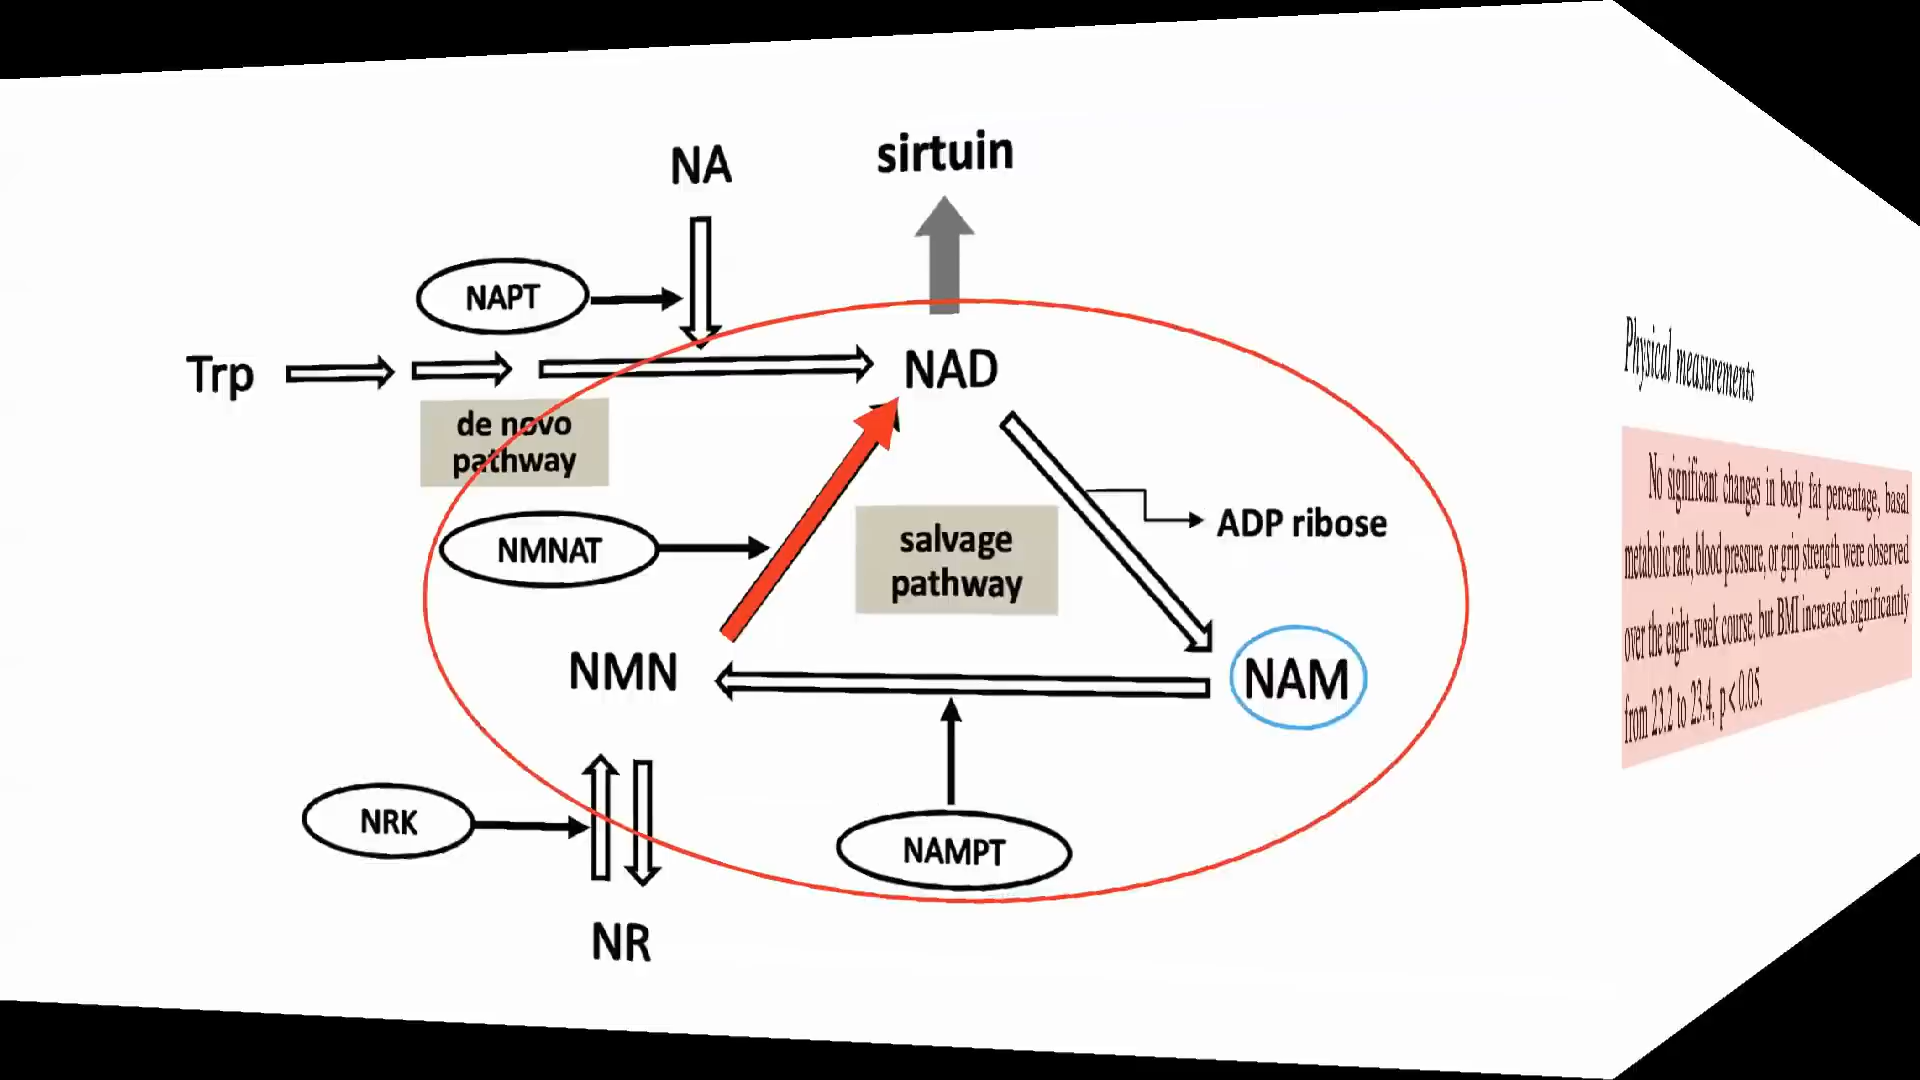 NA
sirtuin
NAPT
Trp
NAD
de novo
pathway
NMNAT
salvage
pathway
ADP ribose
NMN
NAM
NRK
NAMPT
NR
Physical measurements
No significant changes in body fat percentage, basal
metabolic rate, blood pressure, or grip strength were observed
over the eight-week course, but BMI increased significantly
from 23.2 to 23.4, p < 0.05.